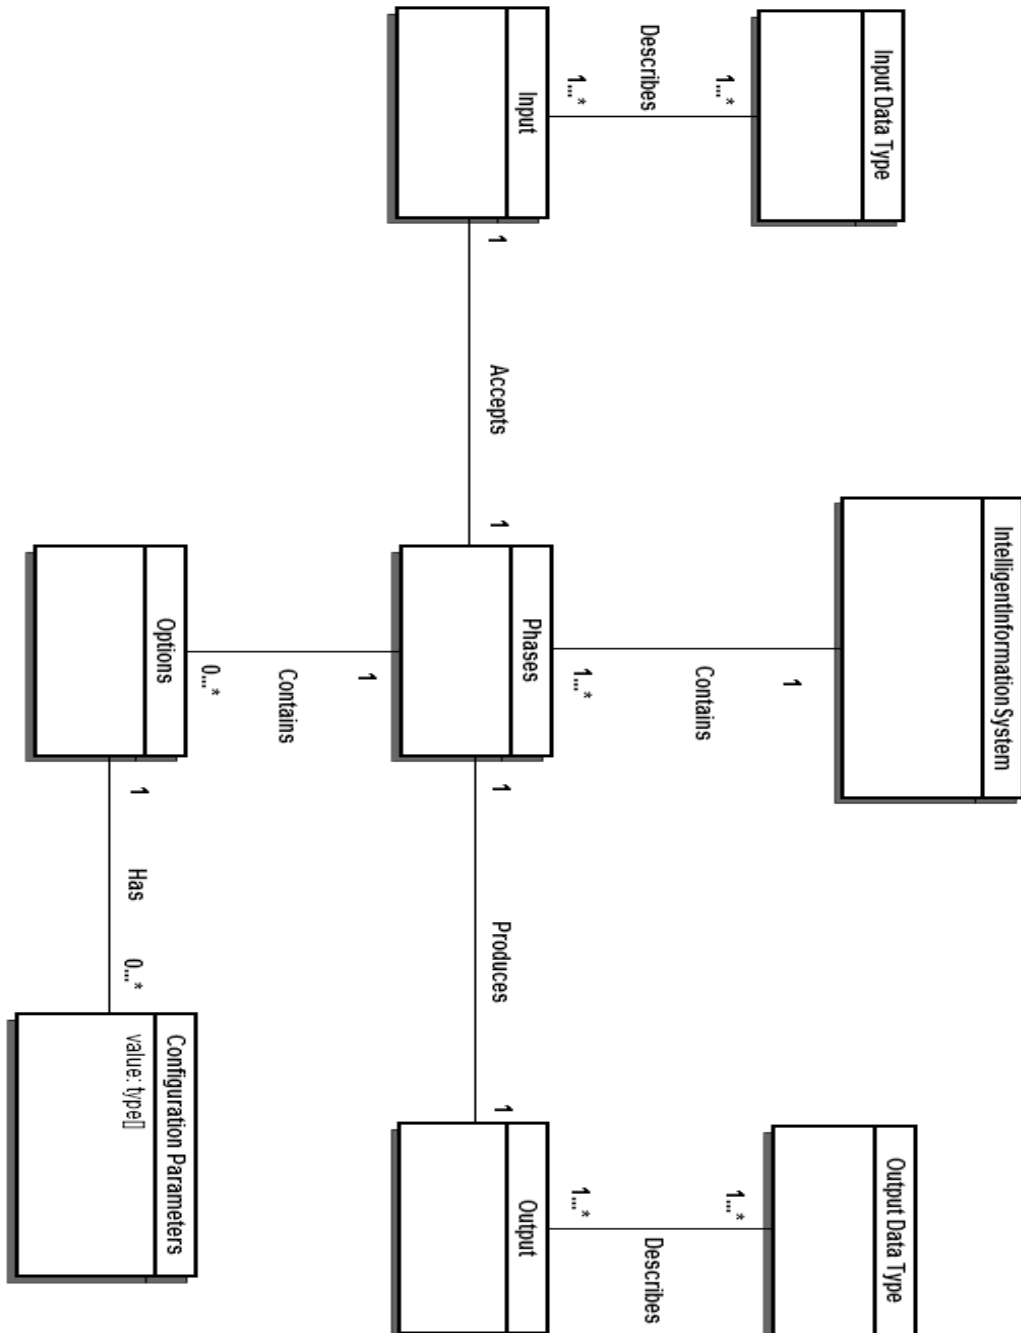 Input Data Type
IntelligentInformationSystem
Output Data Type
1...*
1
1...*
Describes
Contains
Describes
1...*
1...*
1...*
Input
1
Accepts
1
Phases
1
Produces
1
Output
1
Contains
0...*
Options
1
Has
0...*
Configuration Parameters
value: type[]